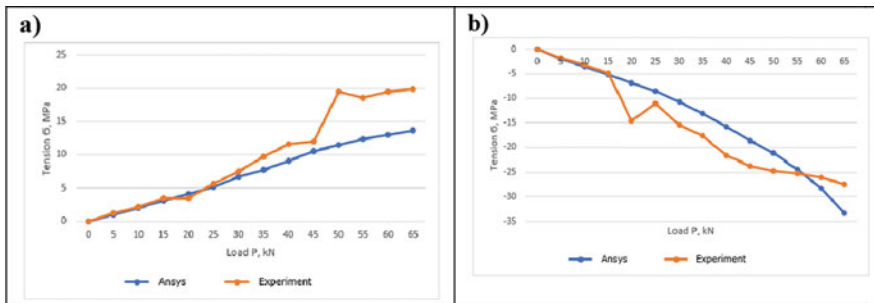 a)
25
20
15
10
5
0
Tension б, MPa
0 5 10 15 20 25 30 35 40 45 50 55 60 65
Load P, kN
Ansys Experiment
b)
0
-5
-10
-15
-20
-25
-30
-35
Tension б, MPa
0 5 10 15 20 25 30 35 40 45 50 55 60 65
Load P, kN
Ansys Experiment